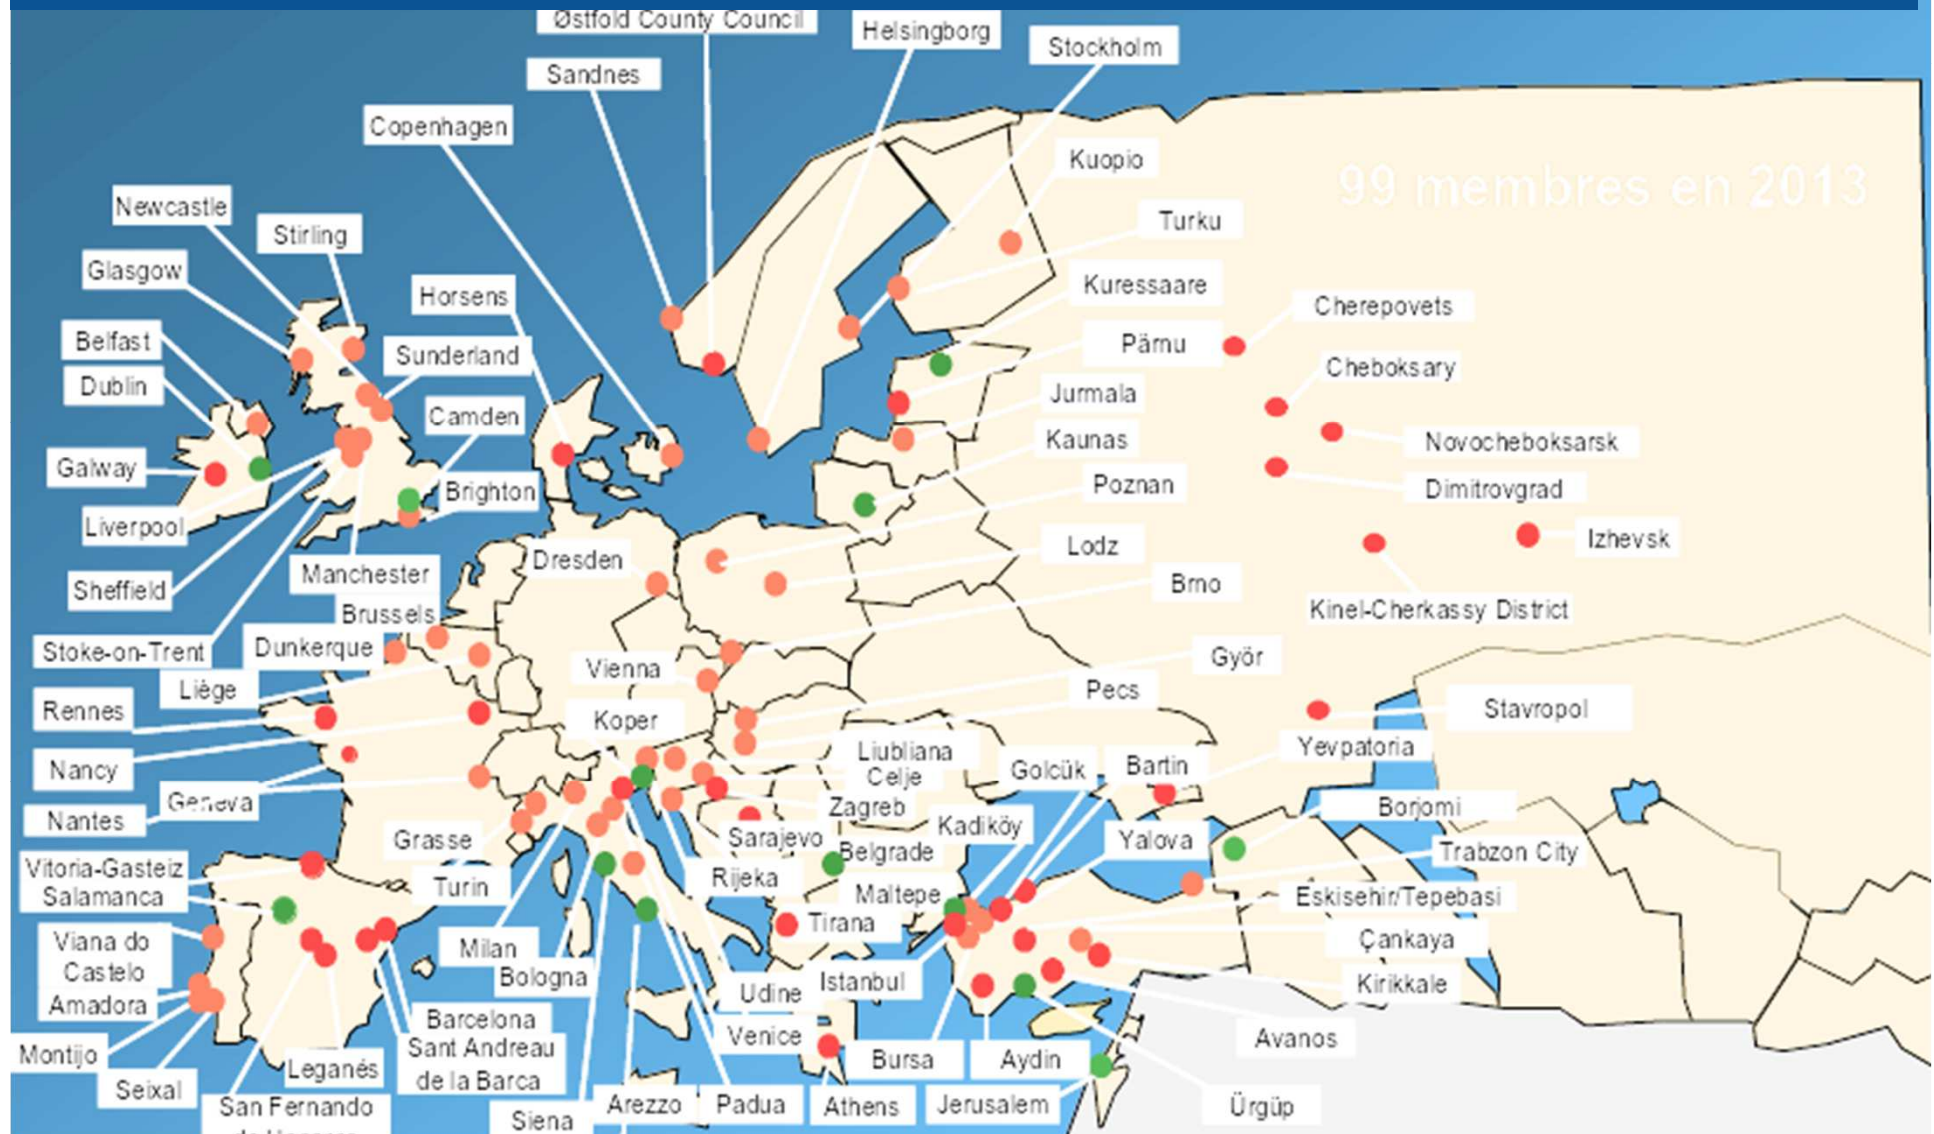 Østfold County Council
Helsingborg
Stockholm
Sandnes
Copenhagen
Kuopio
99 membres en 2013
Newcastle
Stirling
Turku
Glasgow
Horsens
Kuressaare
Cherepovets
Belfast
Sunderland
Pärnu
Dublin
Cheboksary
Camden
Jurmala
Kaunas
Novocheboksarsk
Galway
Brighton
Poznan
Dimitrovgrad
Liverpool
Izhevsk
Dresden
Lodz
Manchester
Sheffield
Brno
Brussels
Kinel-Cherkassy District
Stoke-on-Trent
Dunkerque
Györ
Vienna
Liège
Pecs
Rennes
Koper
Stavropol
Yevpatoria
Liubliana
Nancy
Celje
Golcük
Bartin
Geneva
Zagreb
Borjomi
Nantes
Kadiköy
Grasse
Sarajevo
Yalova
Belgrade
Trabzon City
Vitoria-Gasteiz
Salamanca
Turin
Rijeka
Maltepe
Eskisehir/Tepebasi
Tirana
Viana do
Castelo
Milan
Çankaya
Bologna
Istanbul
Kirikkale
Udine
Amadora
Barcelona
Venice
Avanos
Montijo
Sant Andreau
de la Barca
Leganés
Bursa
Aydin
Seixal
San Fernando
Arezzo
Padua
Athens
Jerusalem
Ürgüp
Siena